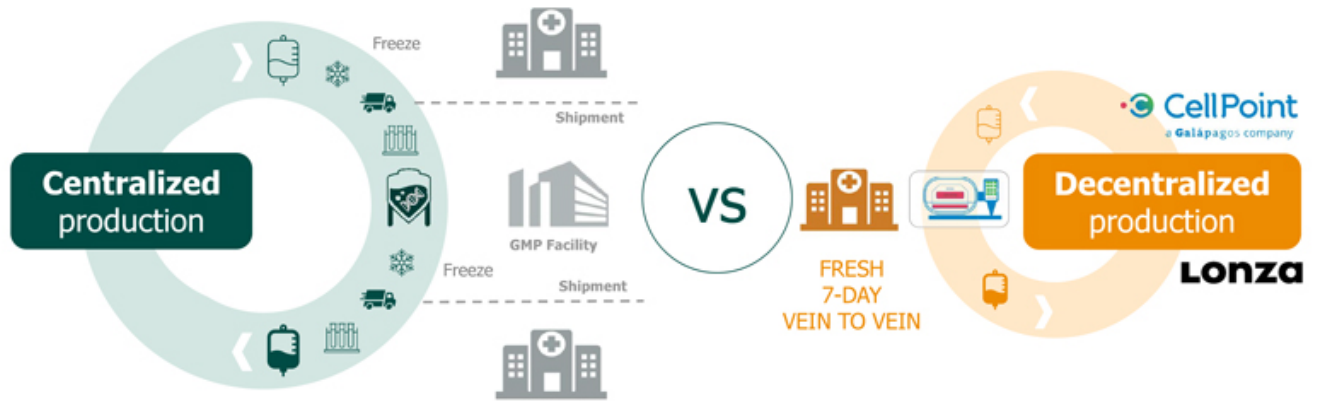 Freeze
Shipment
Centralized
production
GMP Facility
Freeze
Shipment
VS
FRESH
7-DAY
VEIN TO VEIN
CellPoint
a Galápagos company
Decentralized
production
Lonza